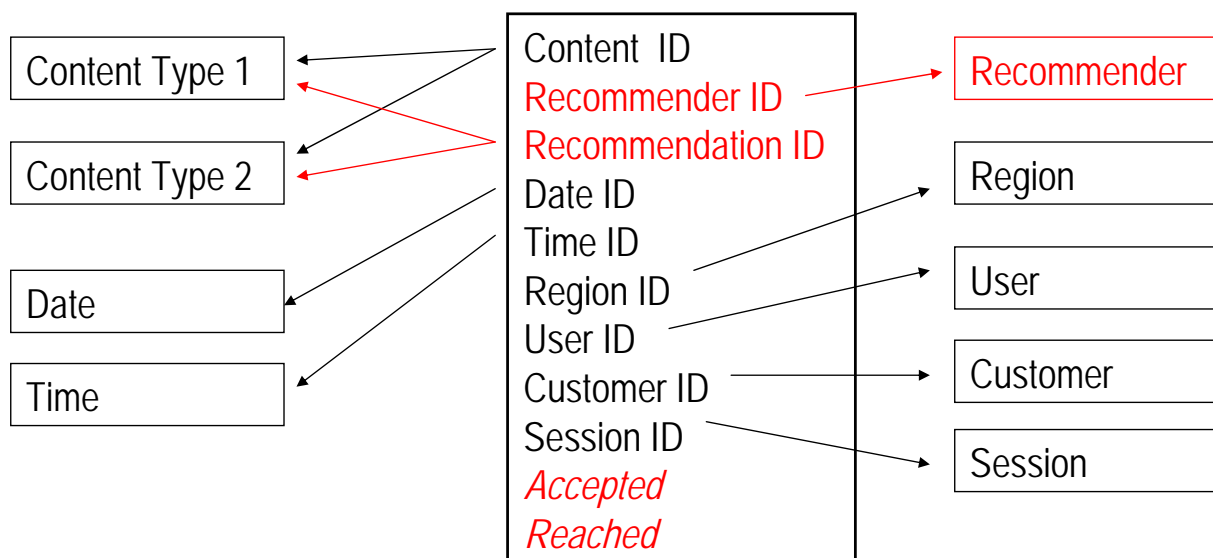 Content Type 1
Content Type 2
Date
Time
Content ID
Recommender ID
Recommendation ID
Date ID
Time ID
Region ID
User ID
Customer ID
Session ID
Accepted
Reached
Recommender
Region
User
Customer
Session